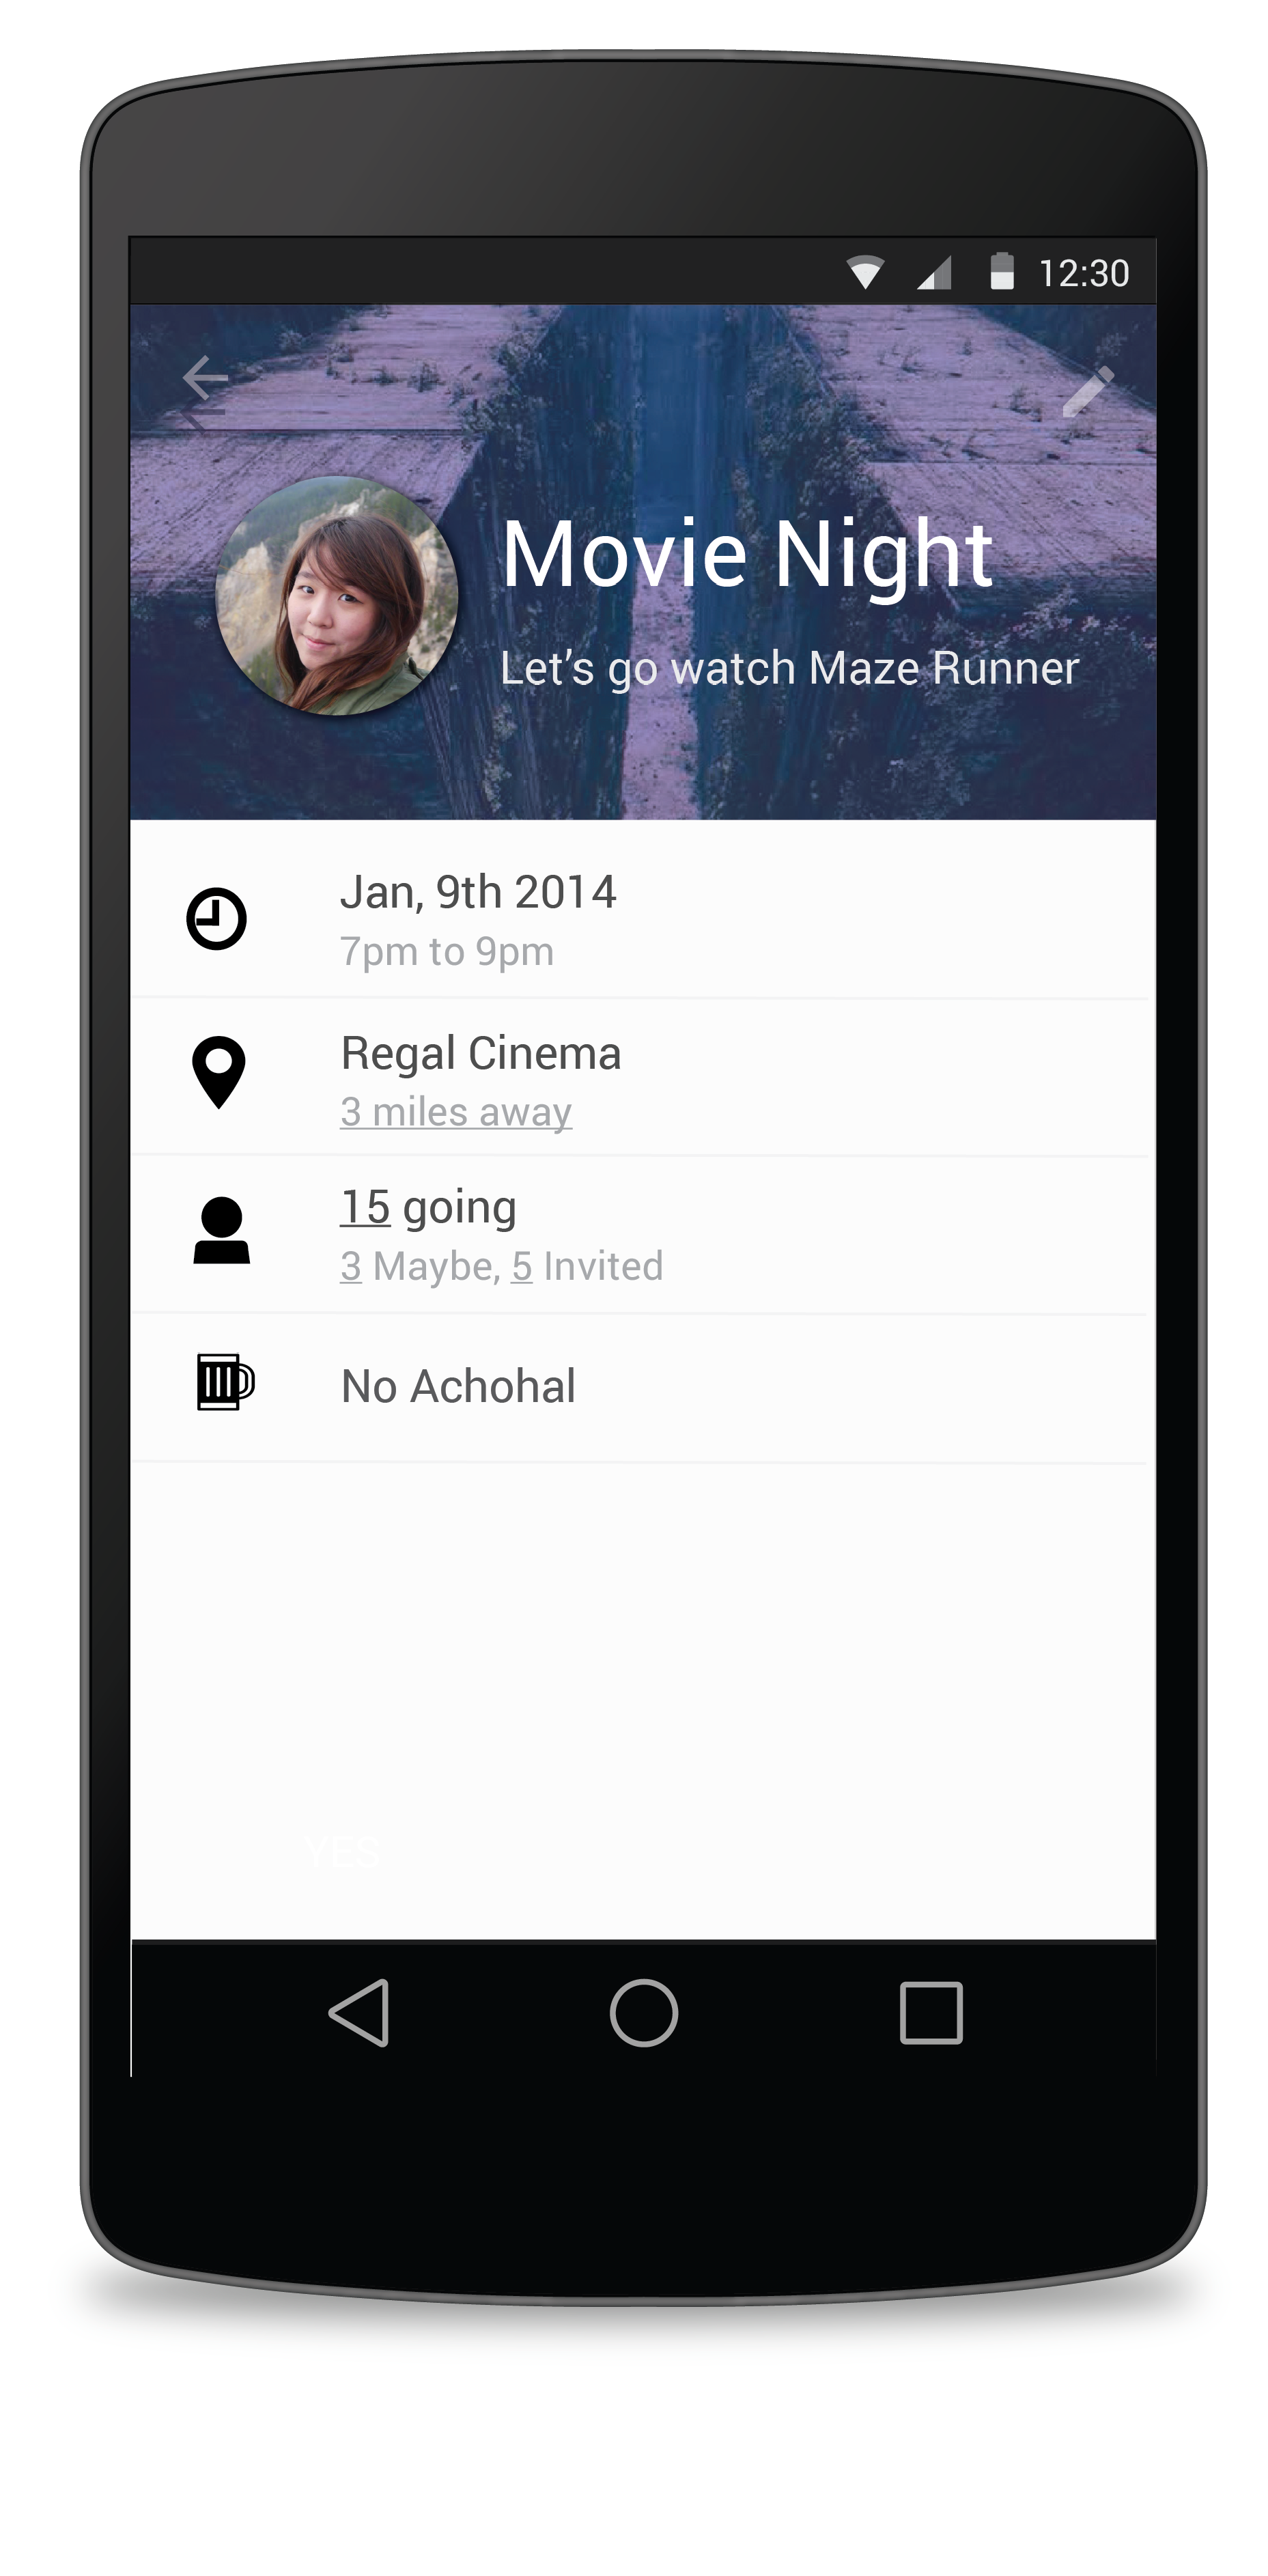 12:30
Movie Night
Let's go watch Maze Runner
Jan, 9th 2014
7pm to 9pm
Regal Cinema
3 miles away
15 going
3 Maybe, 5 Invited
No Achohal
YES